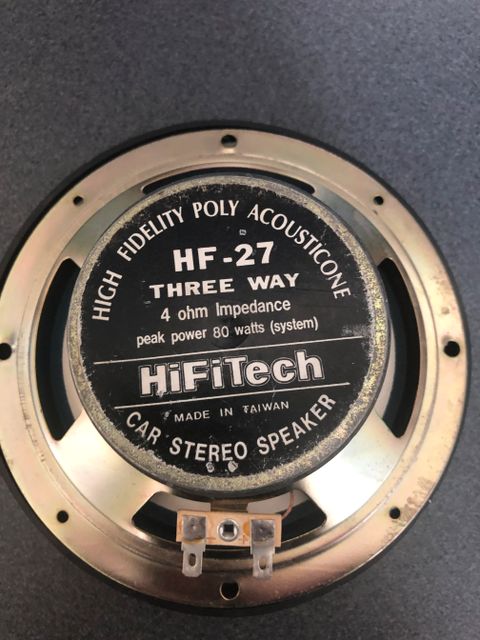 HIGH FIDELITY POLY ACOUSTICONE
HF-27
THREE WAY
4 ohm Impedance
peak power 80 watts (system)
HiFiTech
MADE IN TAIWAN
CAR STEREO SPEAKER